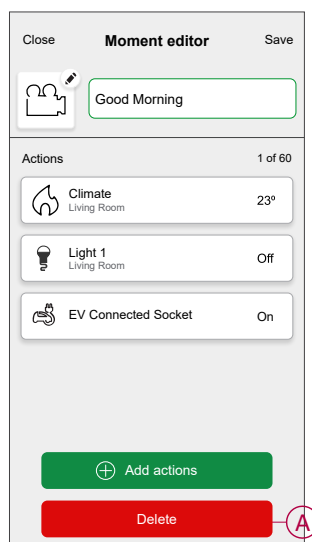 Close Moment editor Save
Good Morning
Actions 1 of 60
Climate
Living Room
23º
Light 1
Living Room
Off
EV Connected Socket On
Add actions
Delete
A